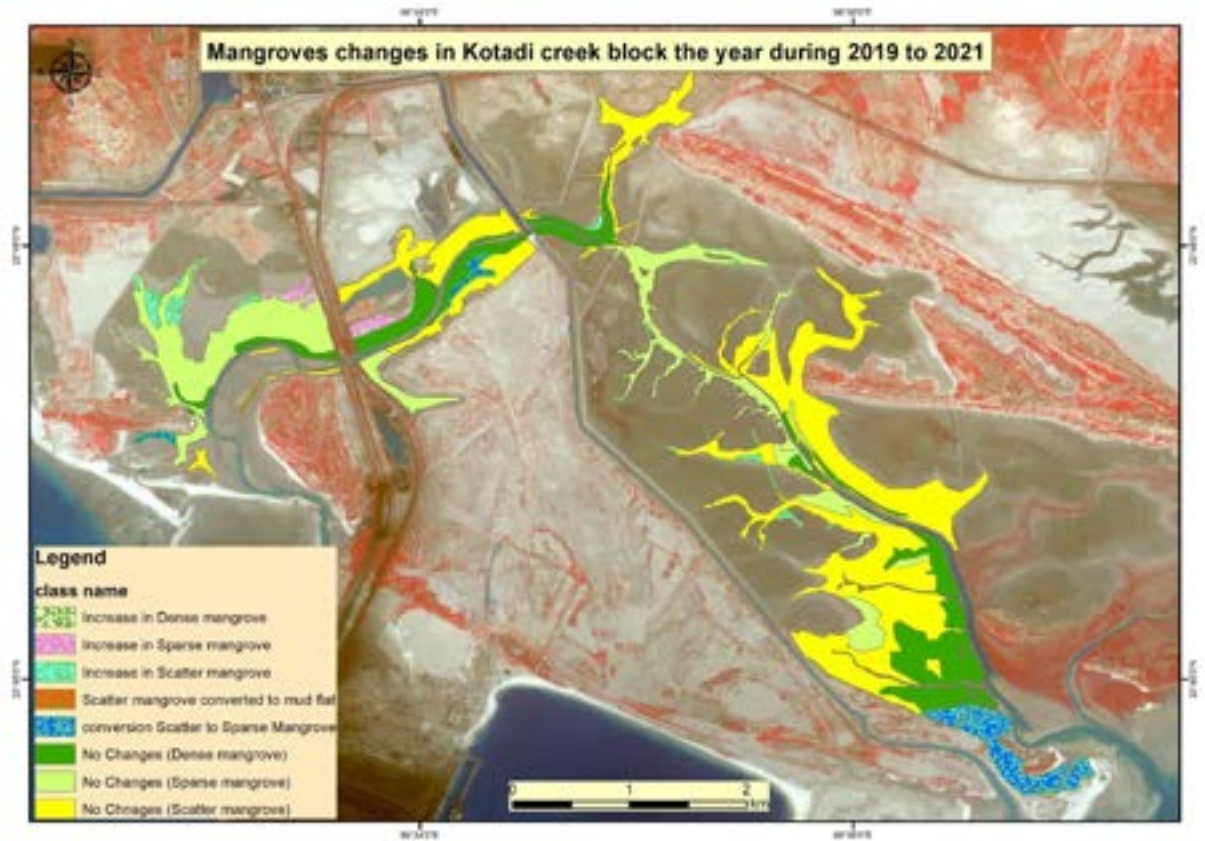 Mangroves changes in Kotadi creek block the year during 2019 to 2021
Legend
class name
Increase in Dense mangrove
Increase in Sparse mangrove
Increase in Scatter mangrove
Scatter mangrove converted to mud flat
conversion Scatter to Sparse Mangrove
No Changes (Dense mangrove)
No Changes (Sparse mangrove)
No Chnages (Scatter mangrove)
0 1 2
km